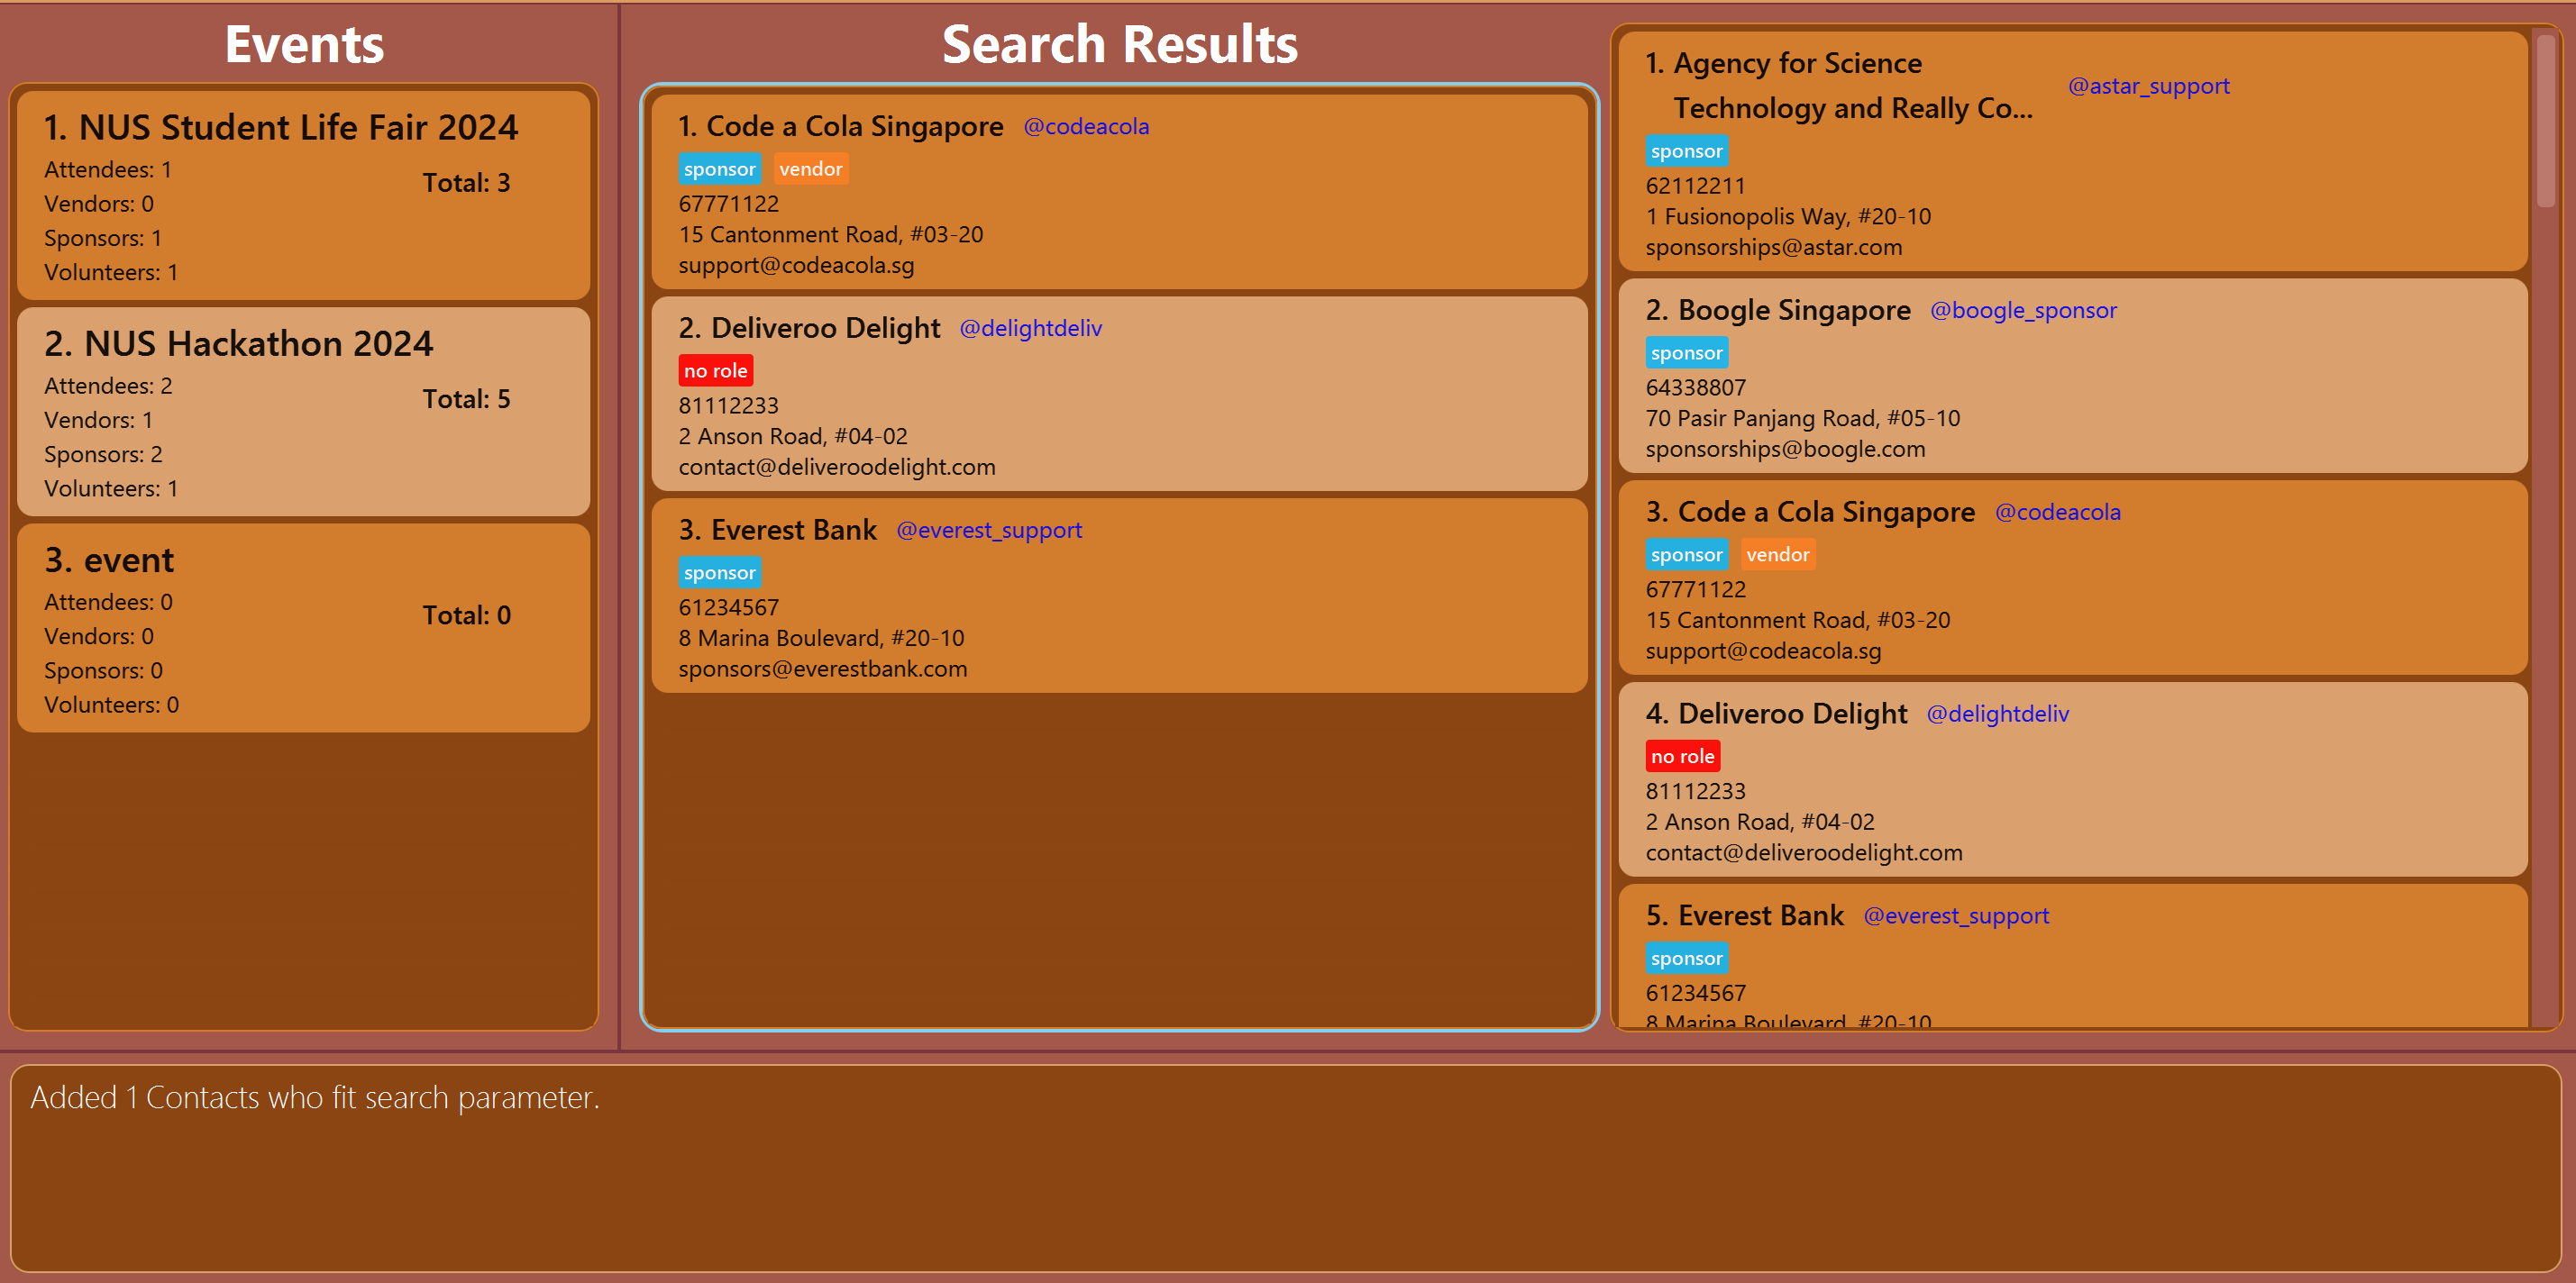 Events
1. NUS Student Life Fair 2024
Attendees: 1
Total: 3
Vendors: 0
Sponsors: 1
Volunteers: 1
2. NUS Hackathon 2024
Attendees: 2
Total: 5
Vendors: 1
Sponsors: 2
Volunteers: 1
3. event
Attendees: 0
Total: 0
Vendors: 0
Sponsors: 0
Volunteers: 0
Search Results
1. Code a Cola Singapore @codeacola
sponsor vendor
67771122
15 Cantonment Road, #03-20
support@codeacola.sg
2. Deliveroo Delight @delightdeliv
no role
81112233
2 Anson Road, #04-02
contact@deliveroodelight.com
3. Everest Bank @everest_support
sponsor
61234567
8 Marina Boulevard, #20-10
sponsors@everestbank.com
1. Agency for Science
Technology and Really Co...
@astar_support
sponsor
62112211
1 Fusionopolis Way, #20-10
sponsorships@astar.com
2. Boogle Singapore @boogle_sponsor
sponsor
64338807
70 Pasir Panjang Road, #05-10
sponsorships@boogle.com
3. Code a Cola Singapore @codeacola
sponsor vendor
67771122
15 Cantonment Road, #03-20
support@codeacola.sg
4. Deliveroo Delight @delightdeliv
no role
81112233
2 Anson Road, #04-02
contact@deliveroodelight.com
5. Everest Bank @everest_support
sponsor
61234567
8 Marina Boulevard, #20-10
Added 1 Contacts who fit search parameter.